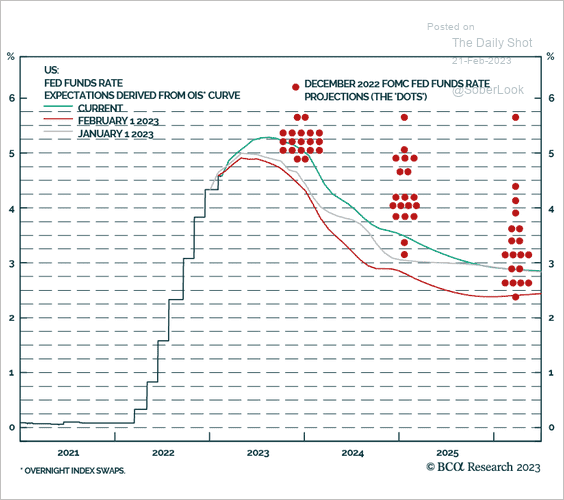 Posted on
The Daily Shot
21-Feb-2023
@SoberLook
% %
US:
FED FUNDS RATE
EXPECTATIONS DERIVED FROM OIS* CURVE
CURRENT
FEBRUARY 1 2023
JANUARY 1 2023
DECEMBER 2022 FOMC FED FUNDS RATE
PROJECTIONS (THE 'DOTS')
6 6
5 5
4 4
3 3
2 2
1 1
0 0
2021 2022 2023 2024 2025
* OVERNIGHT INDEX SWAPS.
© BCα Research 2023